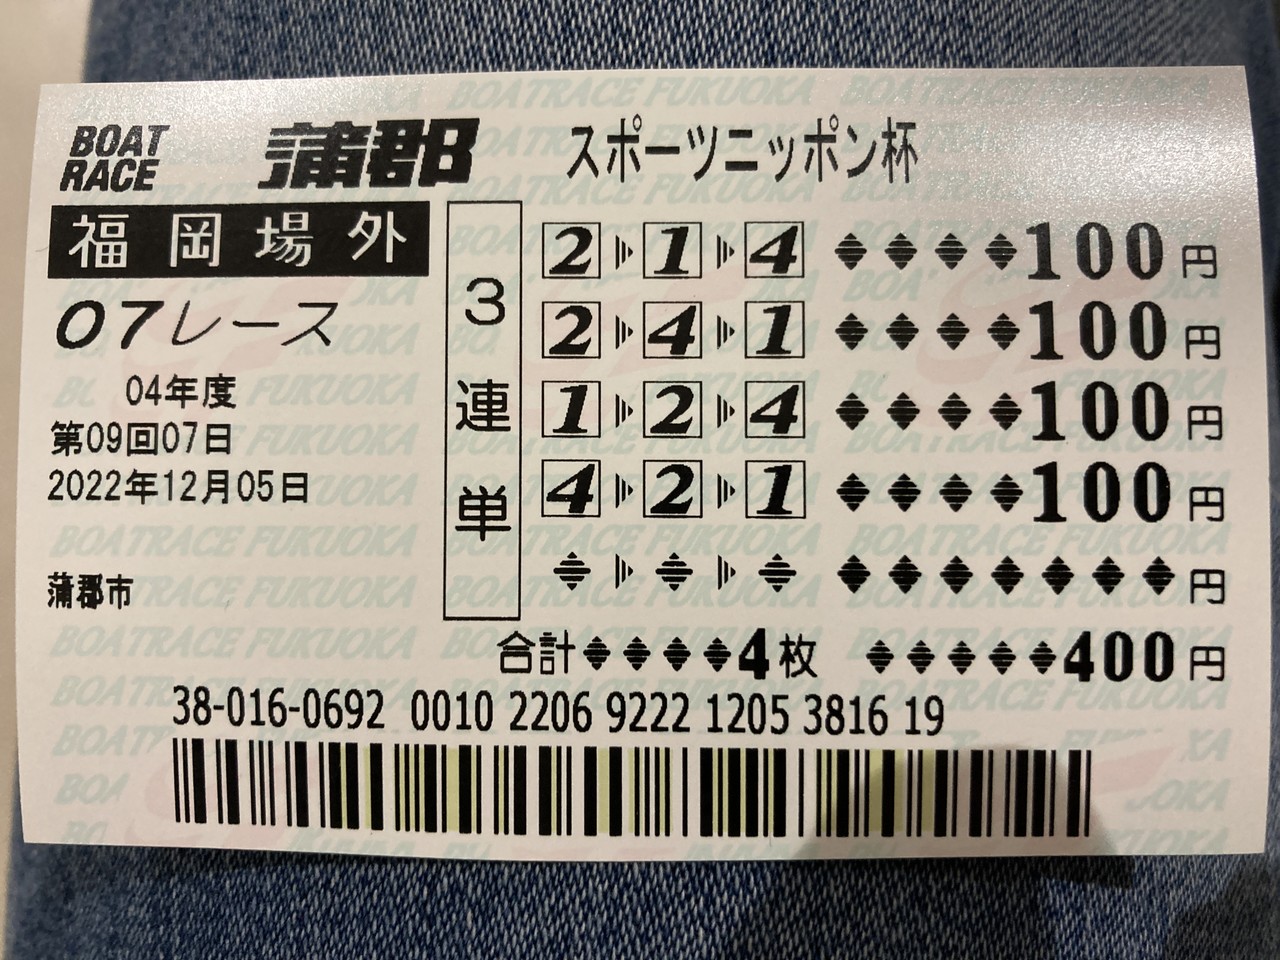 BOAT RACE 蒲郡 スポーツニッポン杯
福岡場外
07レース
04年度
第09回07日
2022年12月05日
蒲郡市
3連単
2 1 4 100円
2 4 1 100円
1 2 4 100円
4 2 1 100円
円
合計 4枚 400円
38-016-0692 0010 2206 9222 1205 3816 19
BOATRACE FUKUOKA